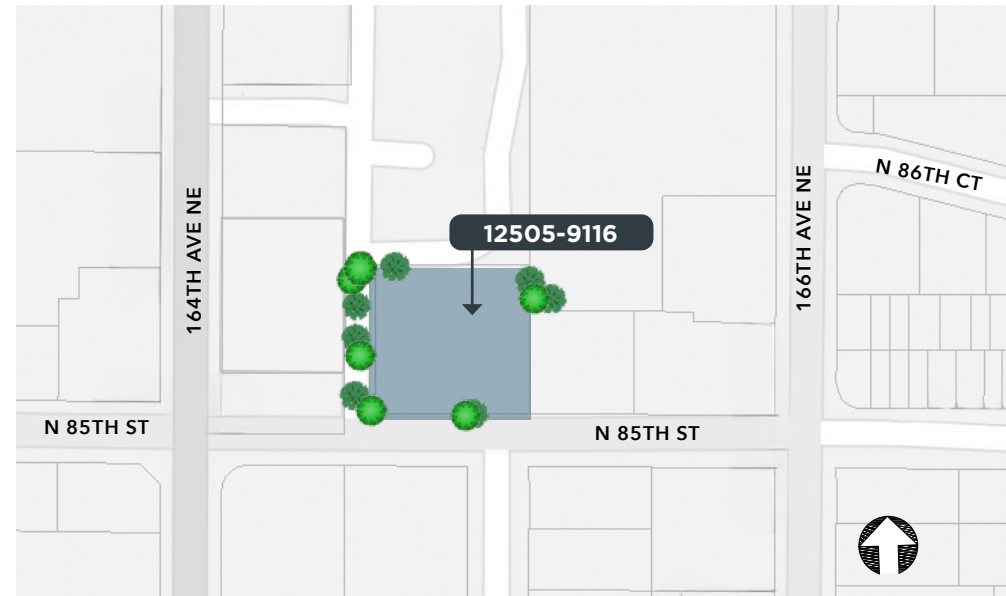 N 86TH CT
164TH AVE NE
166TH AVE NE
12505-9116
N 85TH ST
N 85TH ST